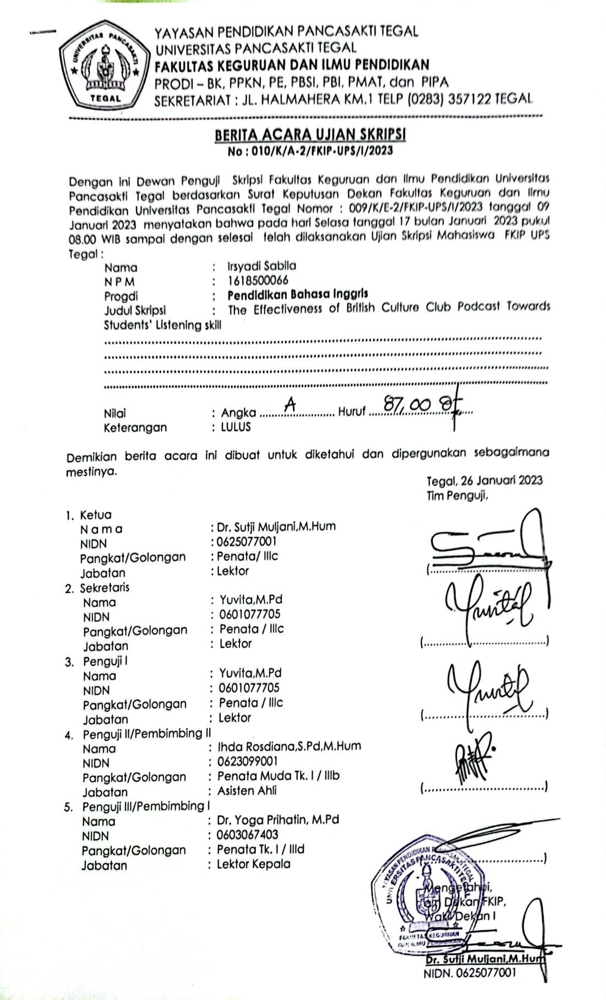 UNIVERSITAS PANCASAKTI
TEGAL
YAYASAN PENDIDIKAN PANCASAKTI TEGAL
UNIVERSITAS PANCASAKTI TEGAL
FAKULTAS KEGURUAN DAN ILMU PENDIDIKAN
PRODI – BK, PPKN, PE, PBSI, PBI, PMAT, dan PIPA
SEKRETARIAT : JL. HALMAHERA KM.1 TELP (0283) 357122 TEGAL
BERITA ACARA UJIAN SKRIPSI
No : 010/K/A-2/FKIP-UPS/I/2023
Dengan ini Dewan Penguji Skripsi Fakultas Keguruan dan Ilmu Pendidikan Universitas
Pancasakti Tegal berdasarkan Surat Keputusan Dekan Fakultas Keguruan dan Ilmu
Pendidikan Universitas Pancasakti Tegal Nomor : 009/K/E-2/FKIP-UPS/I/2023 tanggal 09
Januari 2023 menyatakan bahwa pada hari Selasa tanggal 17 bulan Januari 2023 pukul
08.00 WIB sampai dengan selesai telah dilaksanakan Ujian Skripsi Mahasiswa FKIP UPS
Tegal :
Nama : Irsyadi Sabila
N P M : 1618500066
Progdi : Pendidikan Bahasa Inggris
Judul Skripsi : The Effectiveness of British Culture Club Podcast Towards
Students' Listening skill
Nilai : Angka ..... A ..... Huruf ..... 87,00 .....
Keterangan : LULUS
Demikian berita acara ini dibuat untuk diketahui dan dipergunakan sebagaimana
mestinya.
Tegal, 26 Januari 2023
Tim Penguji,
1. Ketua
N a m a : Dr. Sutji Muljani,M.Hum
NIDN : 0625077001
Pangkat/Golongan : Penata/ IIIc
Jabatan : Lektor
2. Sekretaris
Nama : Yuvita,M.Pd
NIDN : 0601077705
Pangkat/Golongan : Penata / IIIc
Jabatan : Lektor
3. Penguji I
Nama : Yuvita,M.Pd
NIDN : 0601077705
Pangkat/Golongan : Penata / IIIc
Jabatan : Lektor
4. Penguji II/Pembimbing II
Nama : Ihda Rosdiana,S.Pd,M.Hum
NIDN : 0623099001
Pangkat/Golongan : Penata Muda Tk. I / IIIb
Jabatan : Asisten Ahli
5. Penguji III/Pembimbing I
Nama : Dr. Yoga Prihatin, M.Pd
NIDN : 0603067403
Pangkat/Golongan : Penata Tk. I / IIId
Jabatan : Lektor Kepala
YAYASAN PENDIDIKAN PANCASAKTI TEGAL
UNIVERSITAS PANCASAKTI TEGAL
FAKULTAS KEGURUAN
DAN ILMU PENDIDIKAN
Mengetahui,
an Dekan FKIP,
Wakil Dekan I
Dr. Sutji Muljani,M.Hum
NIDN. 0625077001